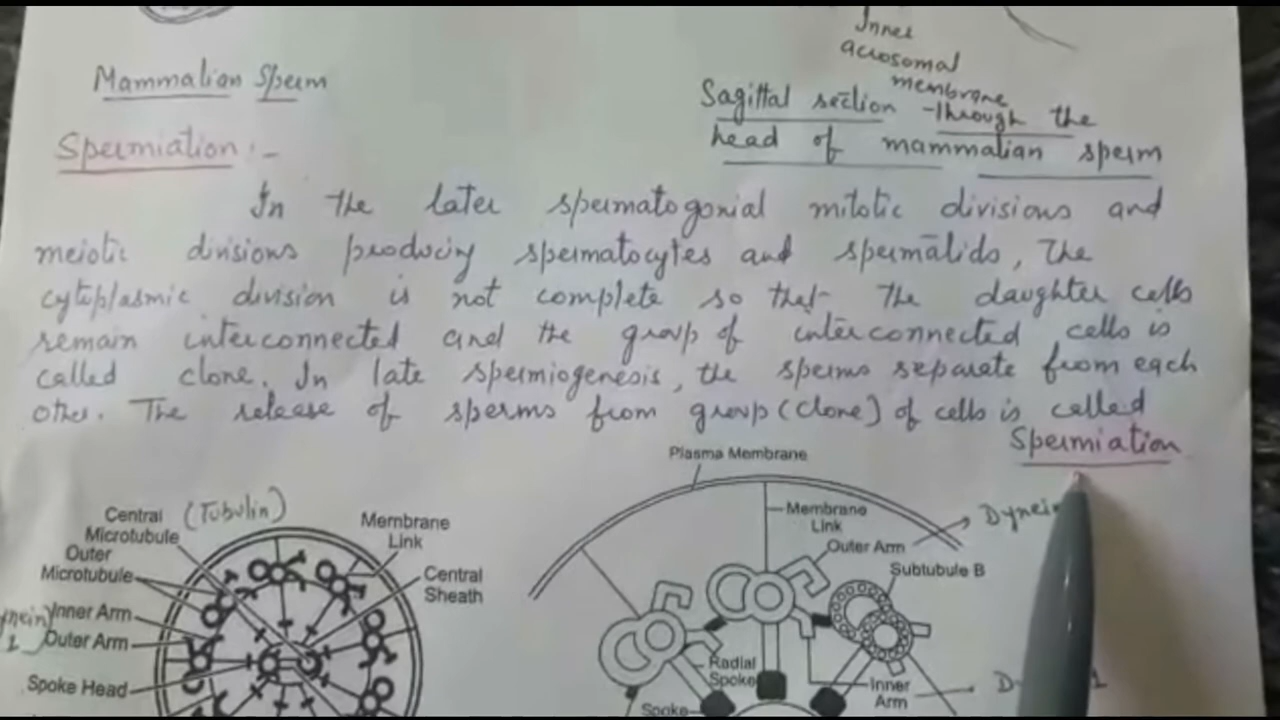 Inner
acrosomal
membrane
Mammalian Sperm
Sagittal section through the
head of mammalian sperm
Spermiation :-
In the later spermatogonial mitotic divisions and
meiotic divisions producing spermatocytes and spermatids, The
cytoplasmic division is not complete so that the daughter cells
remain interconnected and the group of interconnected cells is
called clone. In late spermiogenesis, the sperms separate from each
other. The release of sperms from group (clone) of cells is called
Spermiation
Central (Tubulin)
Microtubule
Outer
Microtubule
Inner Arm
Outer Arm
Spoke Head
Membrane
Link
Central
Sheath
Plasma Membrane
Membrane
Link
Outer Arm
Subtubule B
Radial
Spoke
Spoke
Inner
Arm